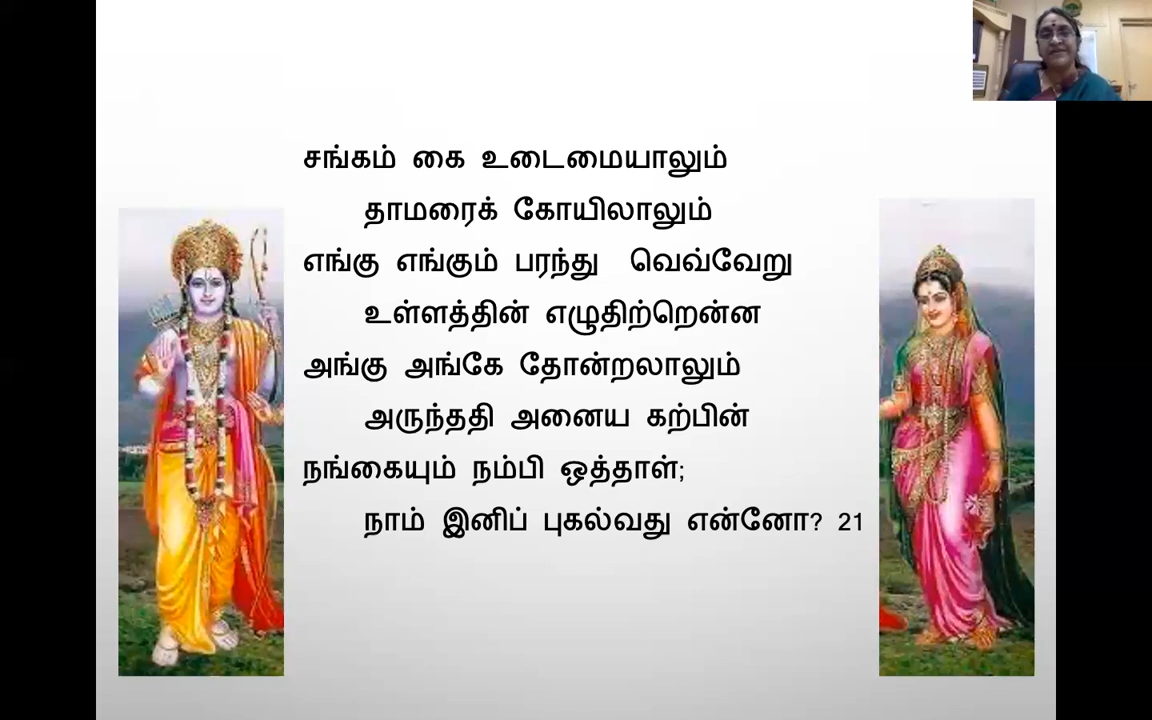 சங்கம் கை உடைமையாலும்
தாமரைக் கோயிலாலும்
எங்கு எங்கும் பரந்து வெவ்வேறு
உள்ளத்தின் எழுதிற்றென்ன
அங்கு அங்கே தோன்றலாலும்
அருந்ததி அனைய கற்பின்
நங்கையும் நம்பி ஒத்தாள்;
நாம் இனிப் புகல்வது என்னோ? 21